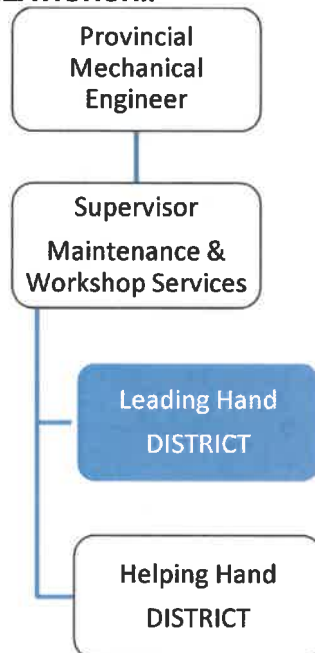 Provincial
Mechanical
Engineer
Supervisor
Maintenance &
Workshop Services
Leading Hand
DISTRICT
Helping Hand
DISTRICT